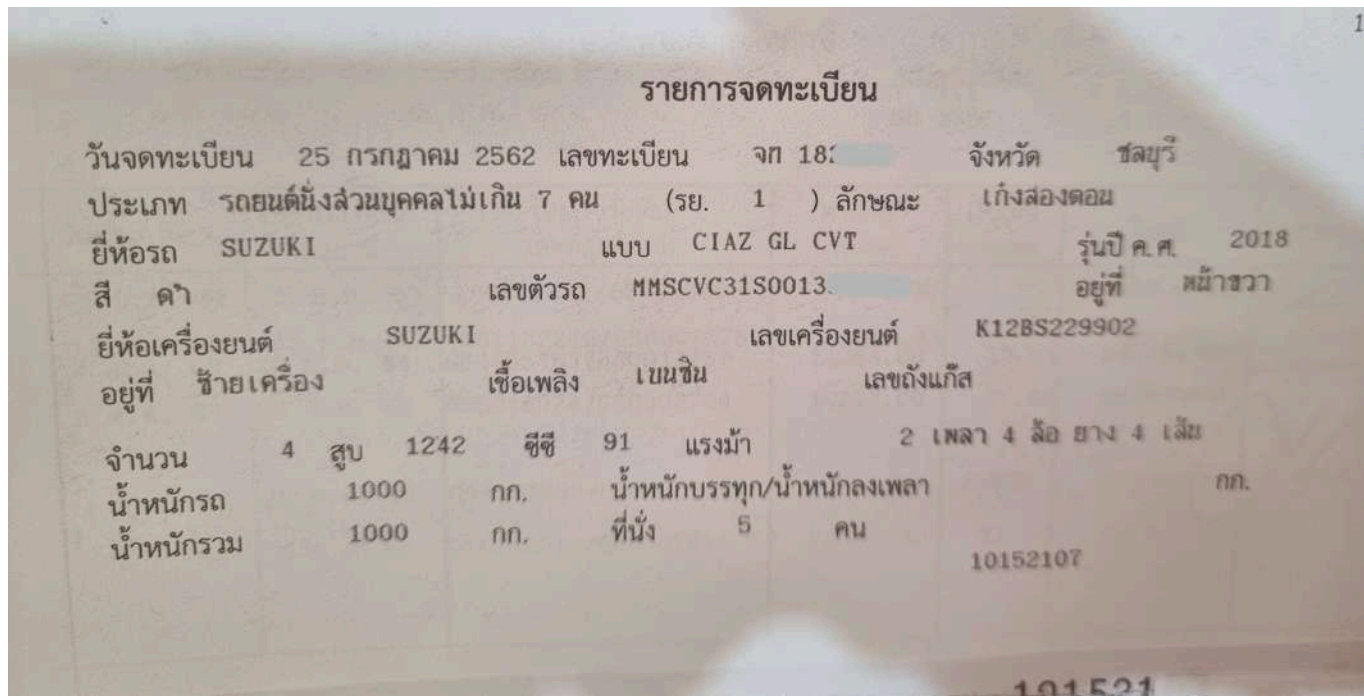 1
รายการจดทะเบียน
วันจดทะเบียน 25 กรกฎาคม 2562 เลขทะเบียน จท 182 จังหวัด ชลบุรี
ประเภท รถยนต์นั่งส่วนบุคคลไม่เกิน 7 คน (รย. 1 ) ลักษณะ เก๋งสองตอน
ยี่ห้อรถ SUZUKI แบบ CIAZ GL CVT รุ่นปี ค.ศ. 2018
สี ดำ เลขตัวรถ MMSCVC31S0013 อยู่ที่ หน้าขวา
ยี่ห้อเครื่องยนต์ SUZUKI เลขเครื่องยนต์ K12BS229902
อยู่ที่ ซ้ายเครื่อง เชื้อเพลิง เบนซิน เลขถังแก๊ส
จำนวน 4 สูบ 1242 ซีซี 91 แรงม้า 2 เพลา 4 ล้อ ยาง 4 เส้น
น้ำหนักรถ 1000 กก. น้ำหนักบรรทุก/น้ำหนักลงเพลา กก.
น้ำหนักรวม 1000 กก. ที่นั่ง 5 คน
10152107
101521